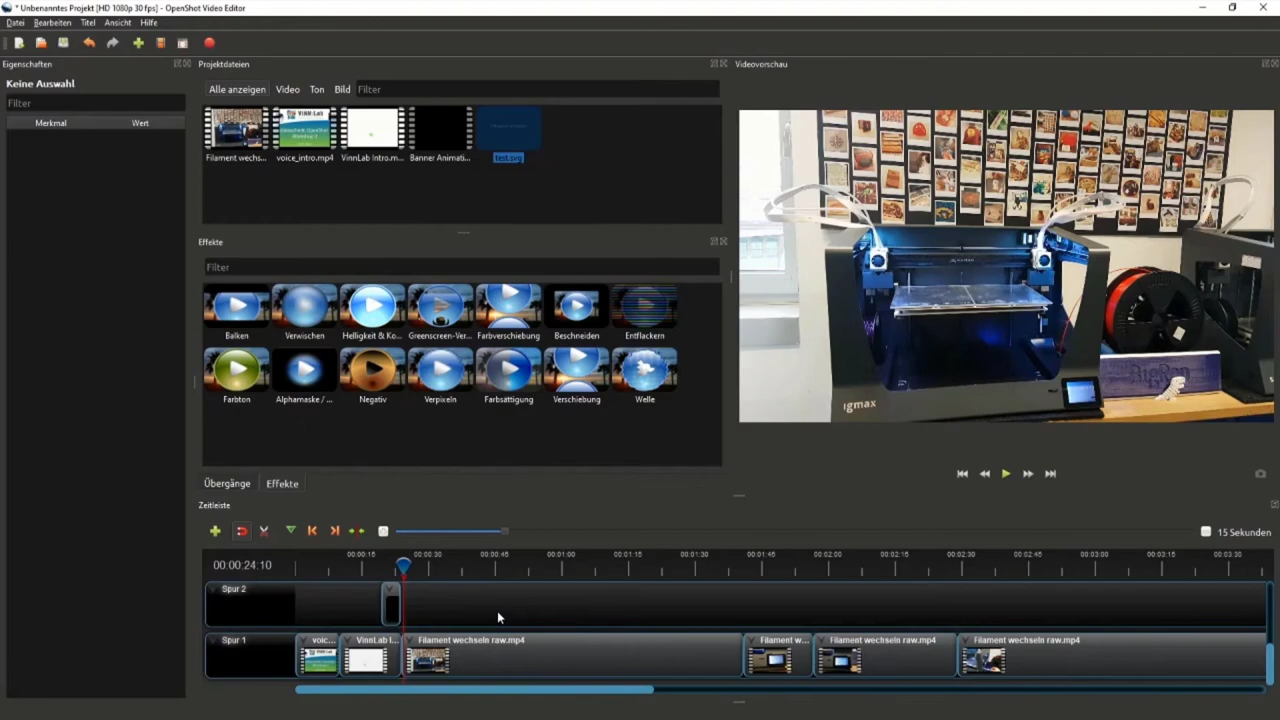 * Unbenanntes Projekt [HD 1080p 30 fps] - OpenShot Video Editor
Datei Bearbeiten Titel Ansicht Hilfe
Eigenschaften
Projektdateien
Videovorschau
Keine Auswahl
Alle anzeigen Video Ton Bild Filter
Filter
Merkmal Wert
ViNN:Lab
Filament wechs... voice_intro.mp4 VinnLab Intro.m... Banner Animati... test.svg
Effekte
Filter
Balken Verwischen Helligkeit & Ko... Greenscreen-Ver... Farbverschiebung Beschneiden Entflackern
Farbton Alphamaske / ... Negativ Verpixeln Farbsättigung Verschiebung Welle
igmax
Übergänge Effekte
Zeitleiste
15 Sekunden
00:00:24.10
00:00:15 00:00:30 00:00:45 00:01:00 00:01:15 00:01:30 00:01:45 00:02:00 00:02:15 00:02:30 00:02:45 00:03:00 00:03:15 00:03:30
Spur 2
Spur 1 voic... VinnLab I... Filament wechseln raw.mp4 Filament w... Filament wechseln raw.mp4 Filament wechseln raw.mp4